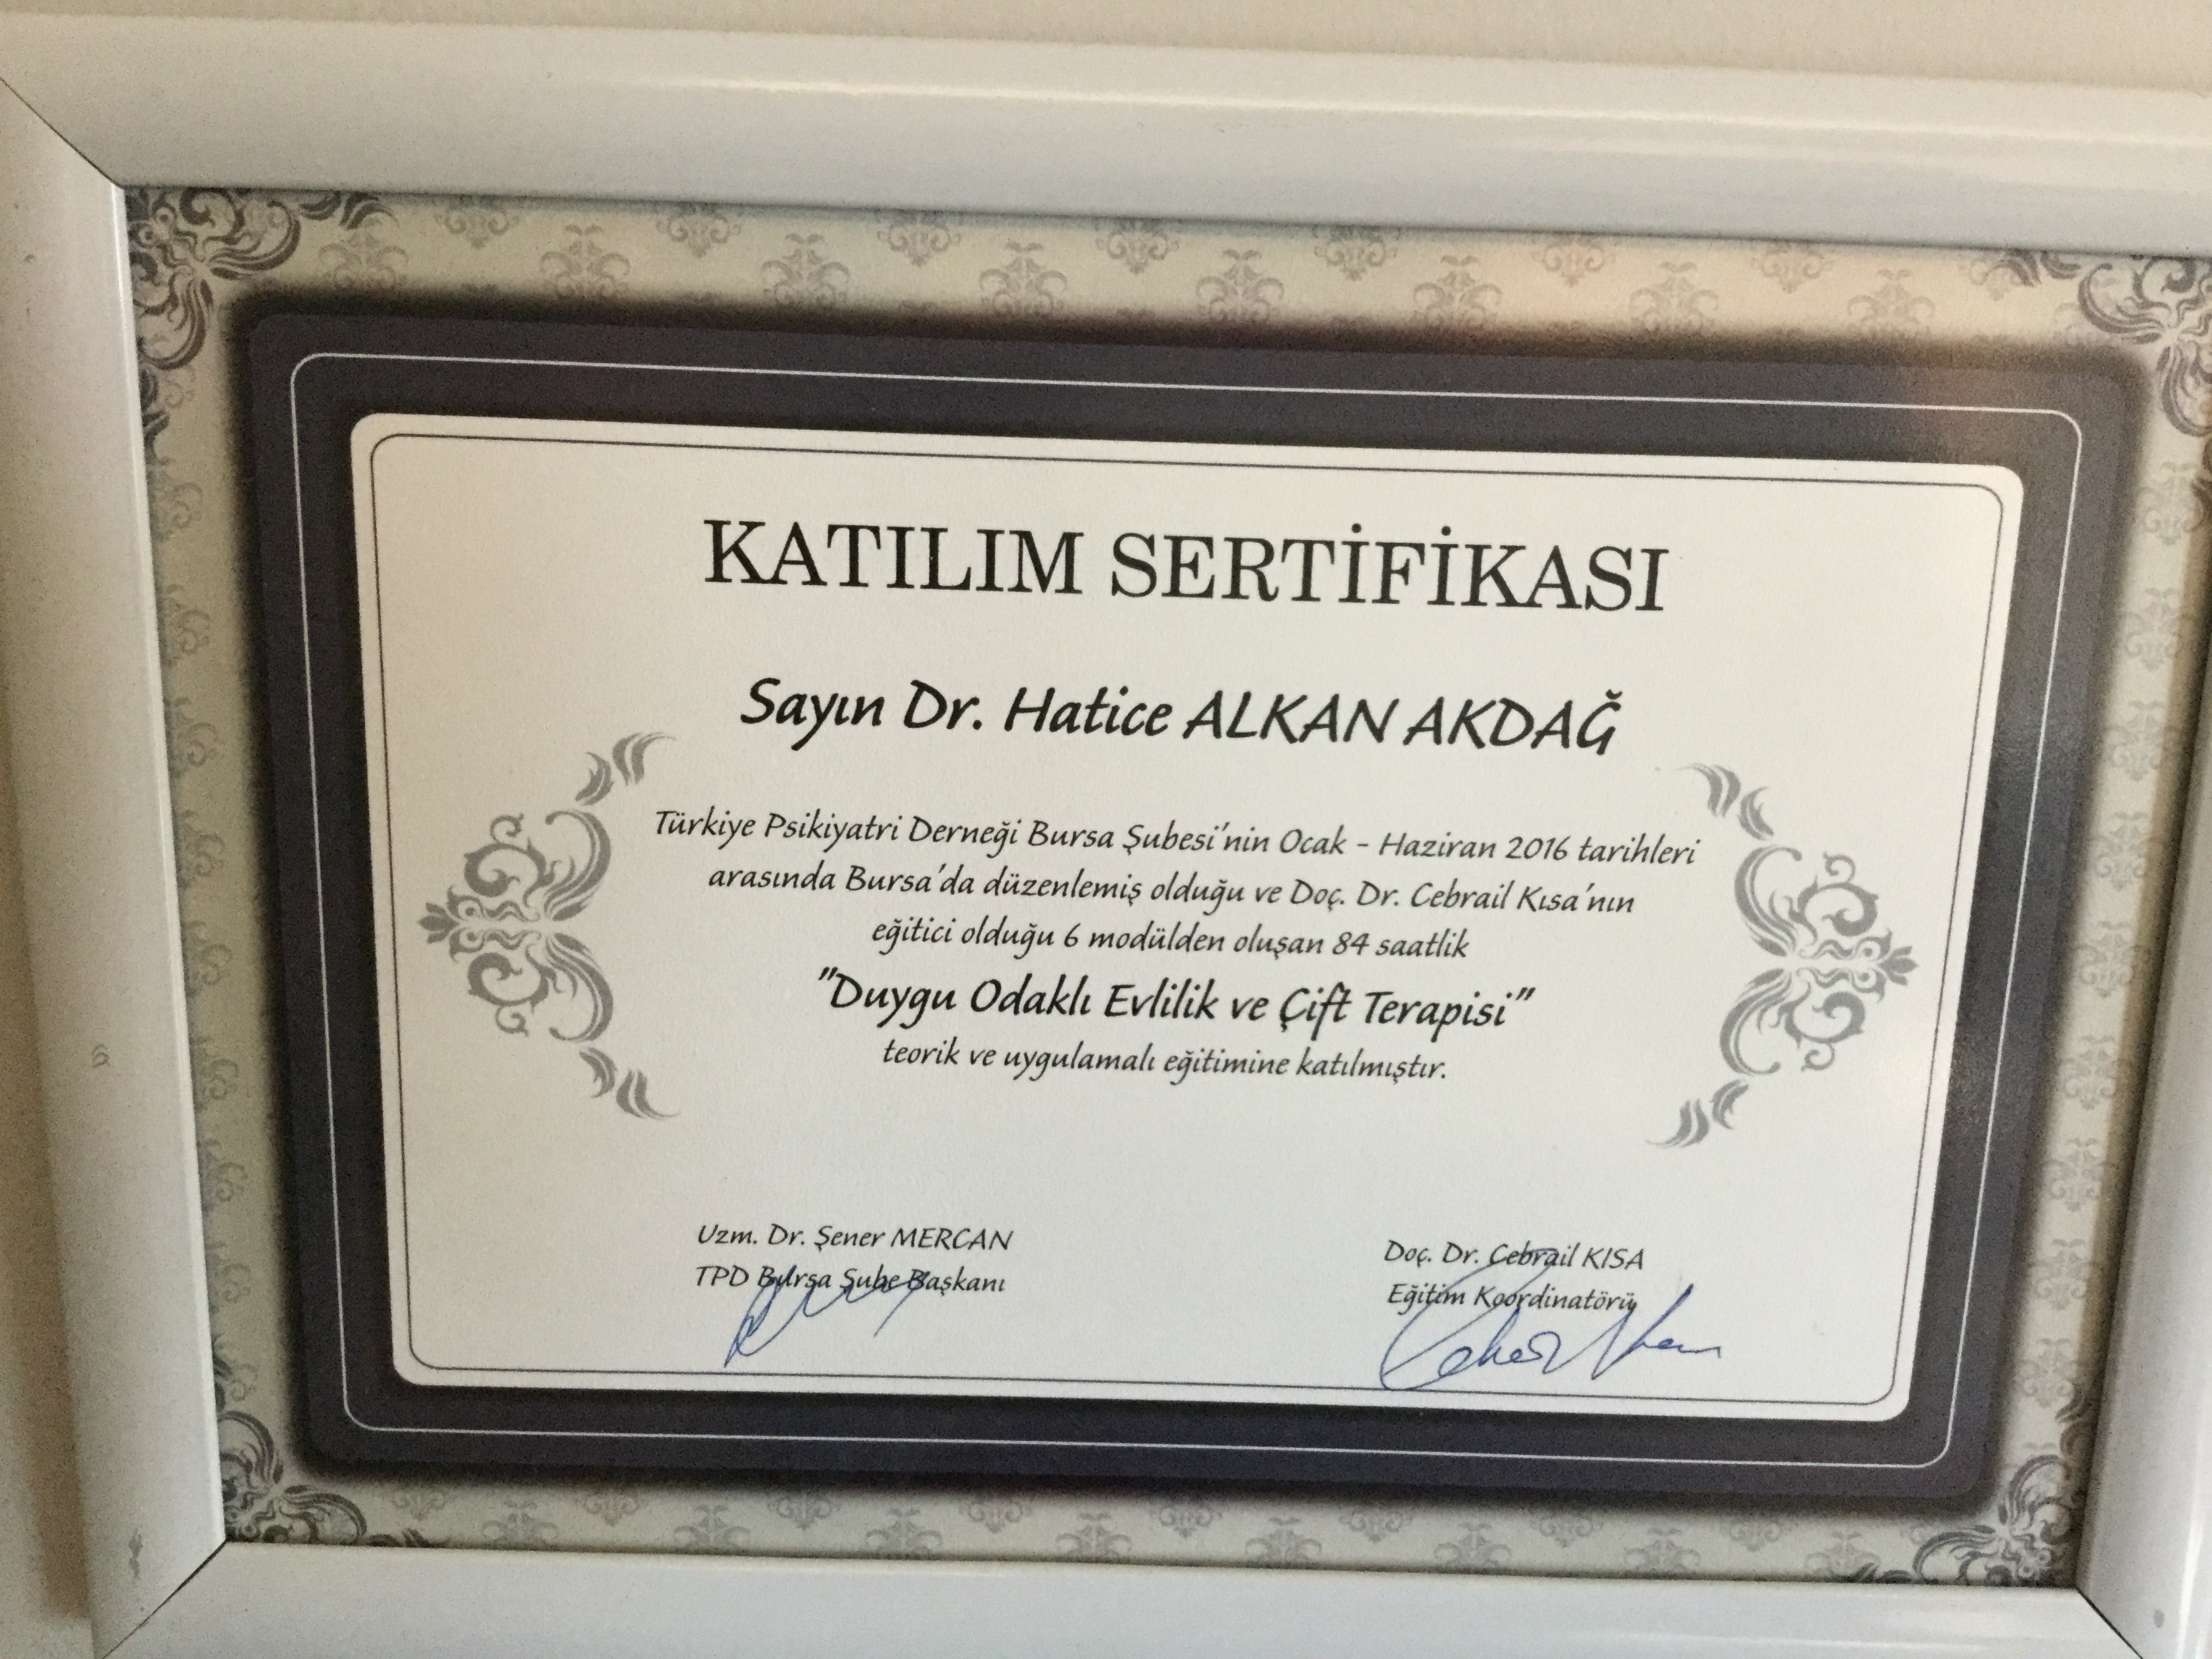 KATILIM SERTİFİKASI
Sayın Dr. Hatice ALKAN AKDAĞ
Türkiye Psikiyatri Derneği Bursa Şubesi'nin Ocak - Haziran 2016 tarihleri
arasında Bursa'da düzenlemiş olduğu ve Doç. Dr. Cebrail Kısa'nın
eğitici olduğu 6 modülden oluşan 84 saatlik
"Duygu Odaklı Evlilik ve Çift Terapisi"
teorik ve uygulamalı eğitimine katılmıştır.
Uzm. Dr. Şener MERCAN
TPD Bursa Şube Başkanı
Doç. Dr. Cebrail KISA
Eğitim Koordinatörü